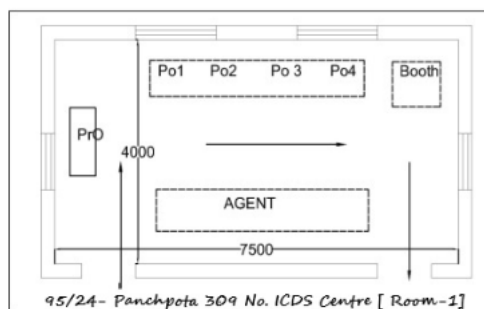 Po1 Po2 Po 3 Po4 Booth
PrO
4000
AGENT
7500
95/24- Panchpota 309 No. ICDS Centre [ Room-1]